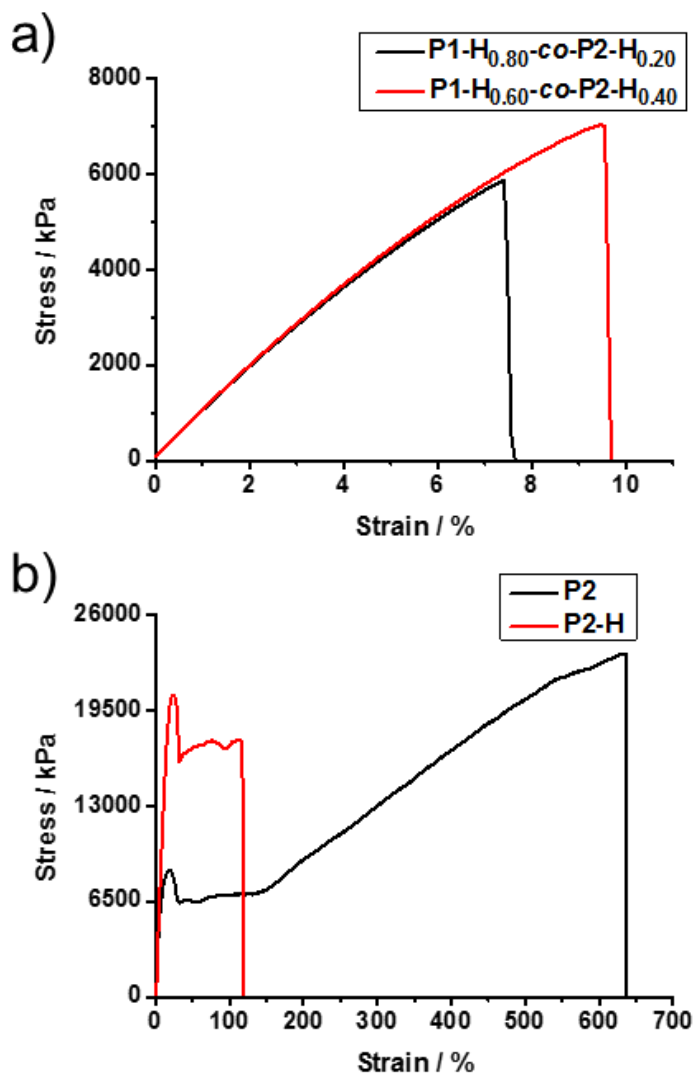 a)
P1-H0.80-co-P2-H0.20
P1-H0.60-co-P2-H0.40
8000
6000
4000
2000
0
Stress / kPa
0 2 4 6 8 10
Strain / %
b)
P2
P2-H
26000
19500
13000
6500
0
Stress / kPa
0 100 200 300 400 500 600 700
Strain / %